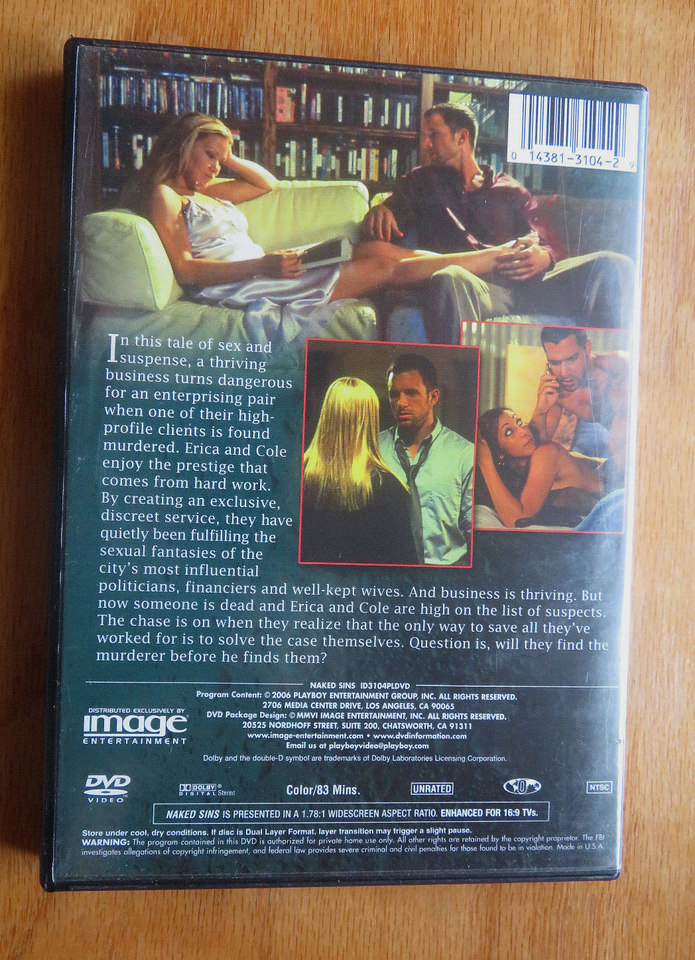 0 14381-3104-2 9
In this tale of sex and
suspense, a thriving
business turns dangerous
for an enterprising pair
when one of their high-
profile clients is found
murdered. Erica and Cole
enjoy the prestige that
comes from hard work.
By creating an exclusive,
discreet service, they have
quietly been fulfilling the
sexual fantasies of the
city's most influential
politicians, financiers and well-kept wives. And business is thriving. But
now someone is dead and Erica and Cole are high on the list of suspects.
The chase is on when they realize that the only way to save all they've
worked for is to solve the case themselves. Question is, will they find the
murderer before he finds them?
NAKED SINS ID3104PLDVD
Program Content: © 2006 PLAYBOY ENTERTAINMENT GROUP, INC. ALL RIGHTS RESERVED.
2706 MEDIA CENTER DRIVE, LOS ANGELES, CA 90065
DVD Package Design: © MMVI IMAGE ENTERTAINMENT, INC. ALL RIGHTS RESERVED.
20525 NORDHOFF STREET, SUITE 200, CHATSWORTH, CA 91311
www.image-entertainment.com • www.dvdinformation.com
Email us at playboyvideo@playboy.com
DISTRIBUTED EXCLUSIVELY BY
image
ENTERTAINMENT
Dolby and the double-D symbol are trademarks of Dolby Laboratories Licensing Corporation.
DVD
VIDEO
DOLBY
DIGITAL Stereo
Color/83 Mins.
UNRATED
0
NTSC
NAKED SINS IS PRESENTED IN A 1.78:1 WIDESCREEN ASPECT RATIO. ENHANCED FOR 16:9 TVs.
Store under cool, dry conditions. If disc is Dual Layer Format, layer transition may trigger a slight pause.
WARNING: The program contained in this DVD is authorized for private home use only. All other rights are retained by the copyright proprietor. The FBI
investigates allegations of copyright infringement, and federal law provides severe criminal and civil penalties for those found to be in violation. Made in U.S.A.